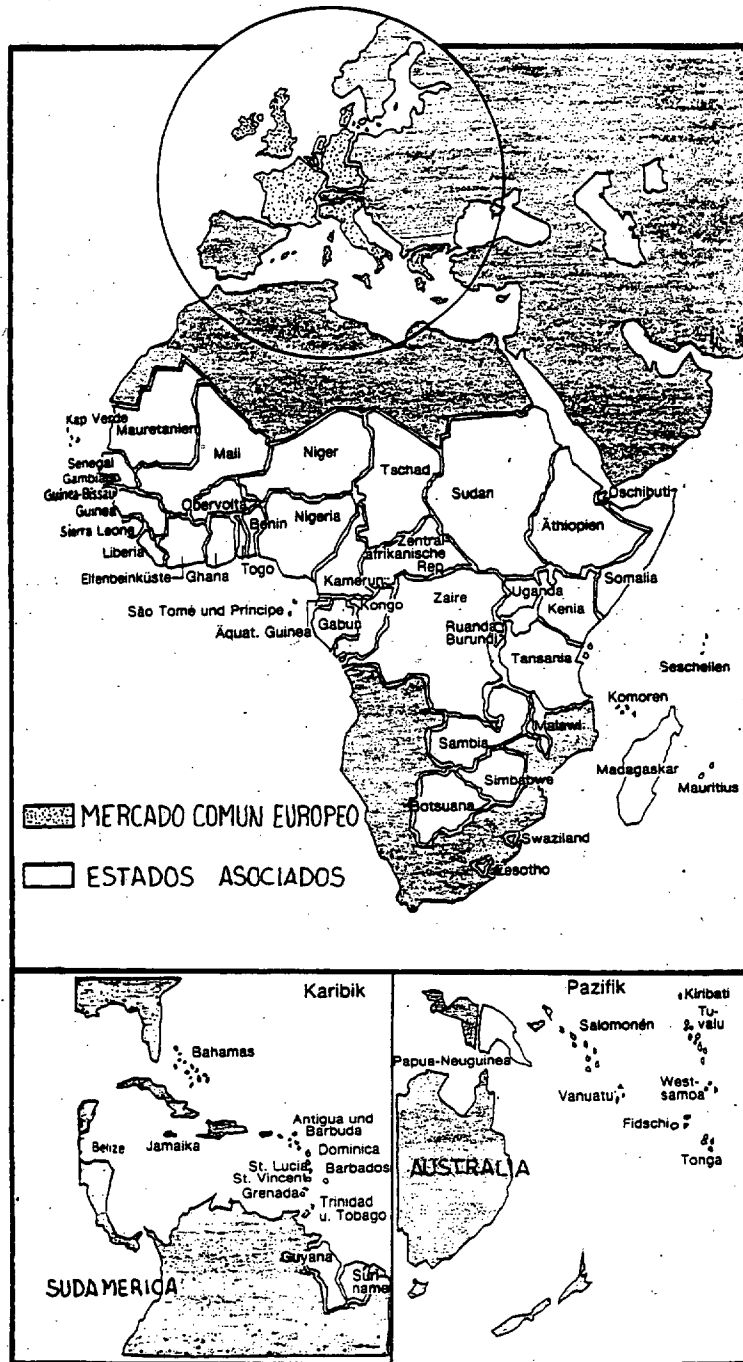 Kap Verde
Mauretanien
Mali
Niger
Tschad
Sudan
Senegal
Gambia
Guinea-Bissau
Guinea
Obervolta
Benin
Nigeria
Dschibuti
Äthiopien
Sierra Leone
Liberia
Elfenbeinküste
Ghana
Togo
Zentral-
afrikanische
Rep.
Kamerun
Somalia
São Tomé und Príncipe
Äquat. Guinea
Gabun
Kongo
Zaire
Uganda
Kenia
Ruanda
Burundi
Tansania
Seschellen
Komoren
Malawi
Sambia
Simbabwe
Madagaskar
Mauritius
Botsuana
Swaziland
Lesotho
MERCADO COMUN EUROPEO
ESTADOS ASOCIADOS
Karibik
Bahamas
Antigua und
Barbuda
Belize
Jamaika
Dominica
St. Lucia
Barbados
St. Vincent
Grenada
Trinidad
u. Tobago
Guyana
Suri-
name
SUDAMERICA
Pazifik
Kiribati
Salomonén
Tu-
valu
Papua-Neuguinea
Vanuatu
West-
samoa
Fidschi
Tonga
AUSTRALIA